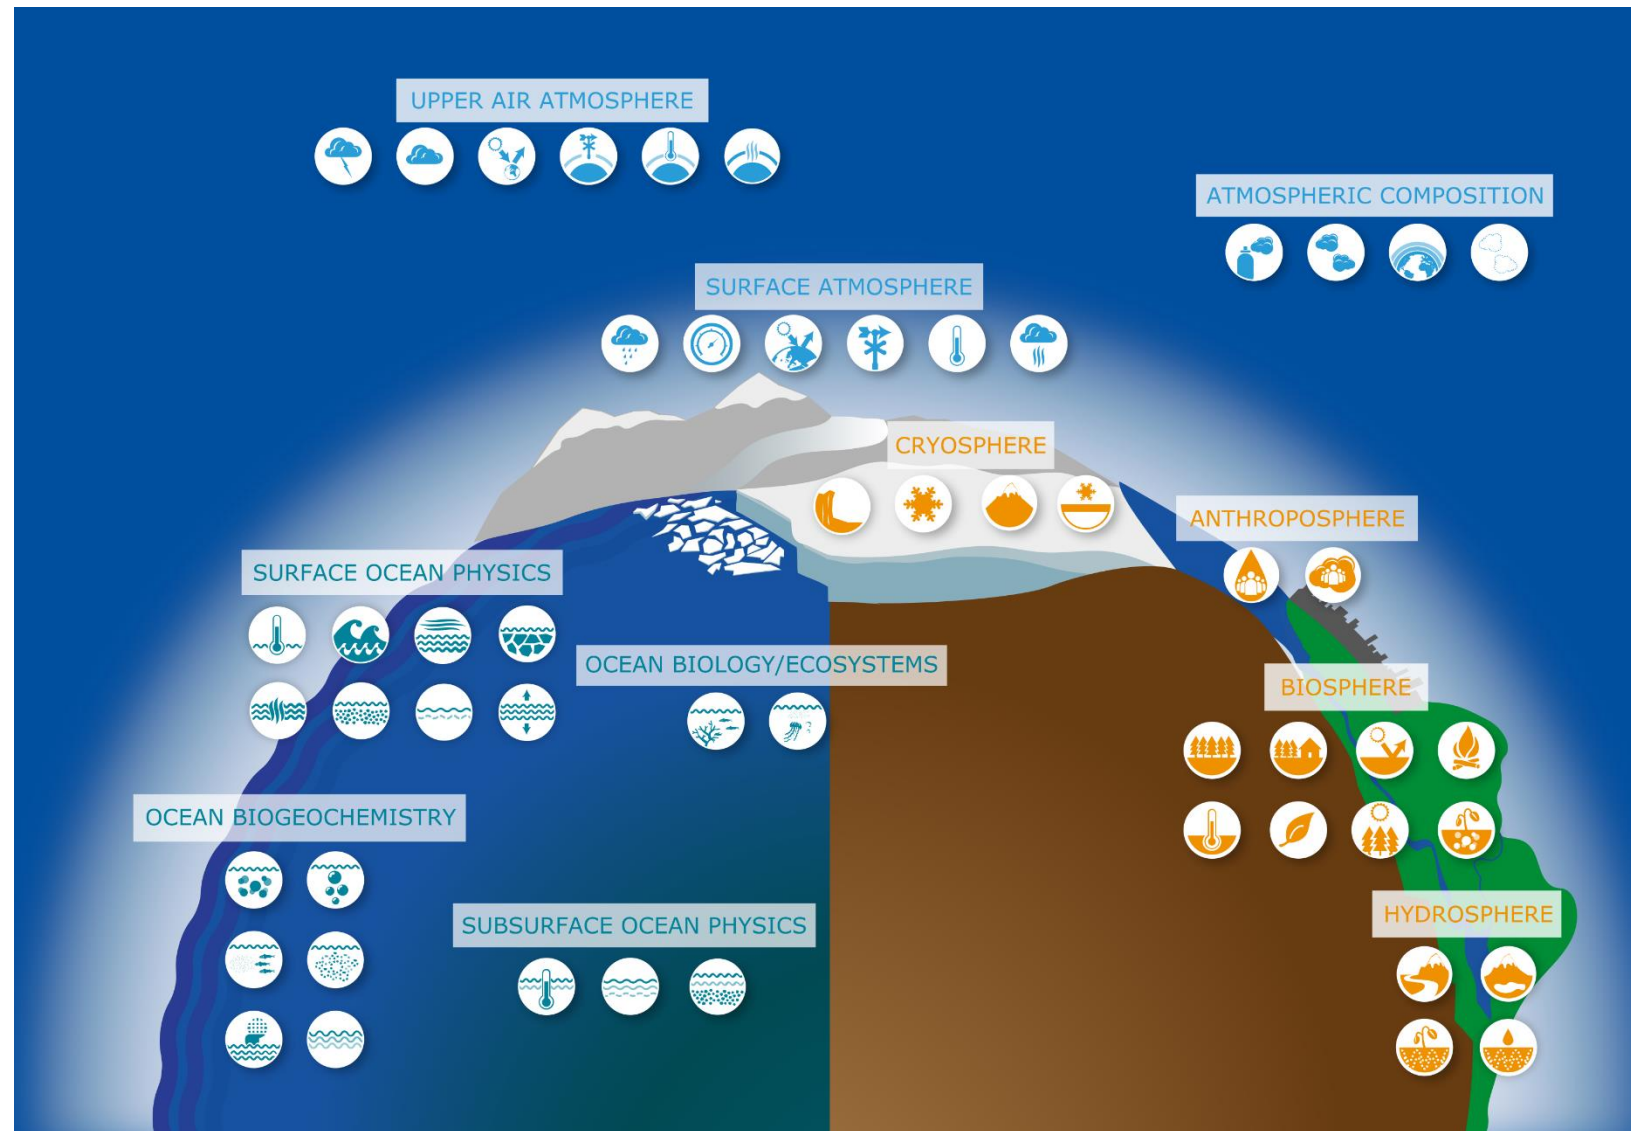 UPPER AIR ATMOSPHERE
ATMOSPHERIC COMPOSITION
SURFACE ATMOSPHERE
CRYOSPHERE
ANTHROPOSPHERE
SURFACE OCEAN PHYSICS
OCEAN BIOLOGY/ECOSYSTEMS
BIOSPHERE
OCEAN BIOGEOCHEMISTRY
SUBSURFACE OCEAN PHYSICS
HYDROSPHERE